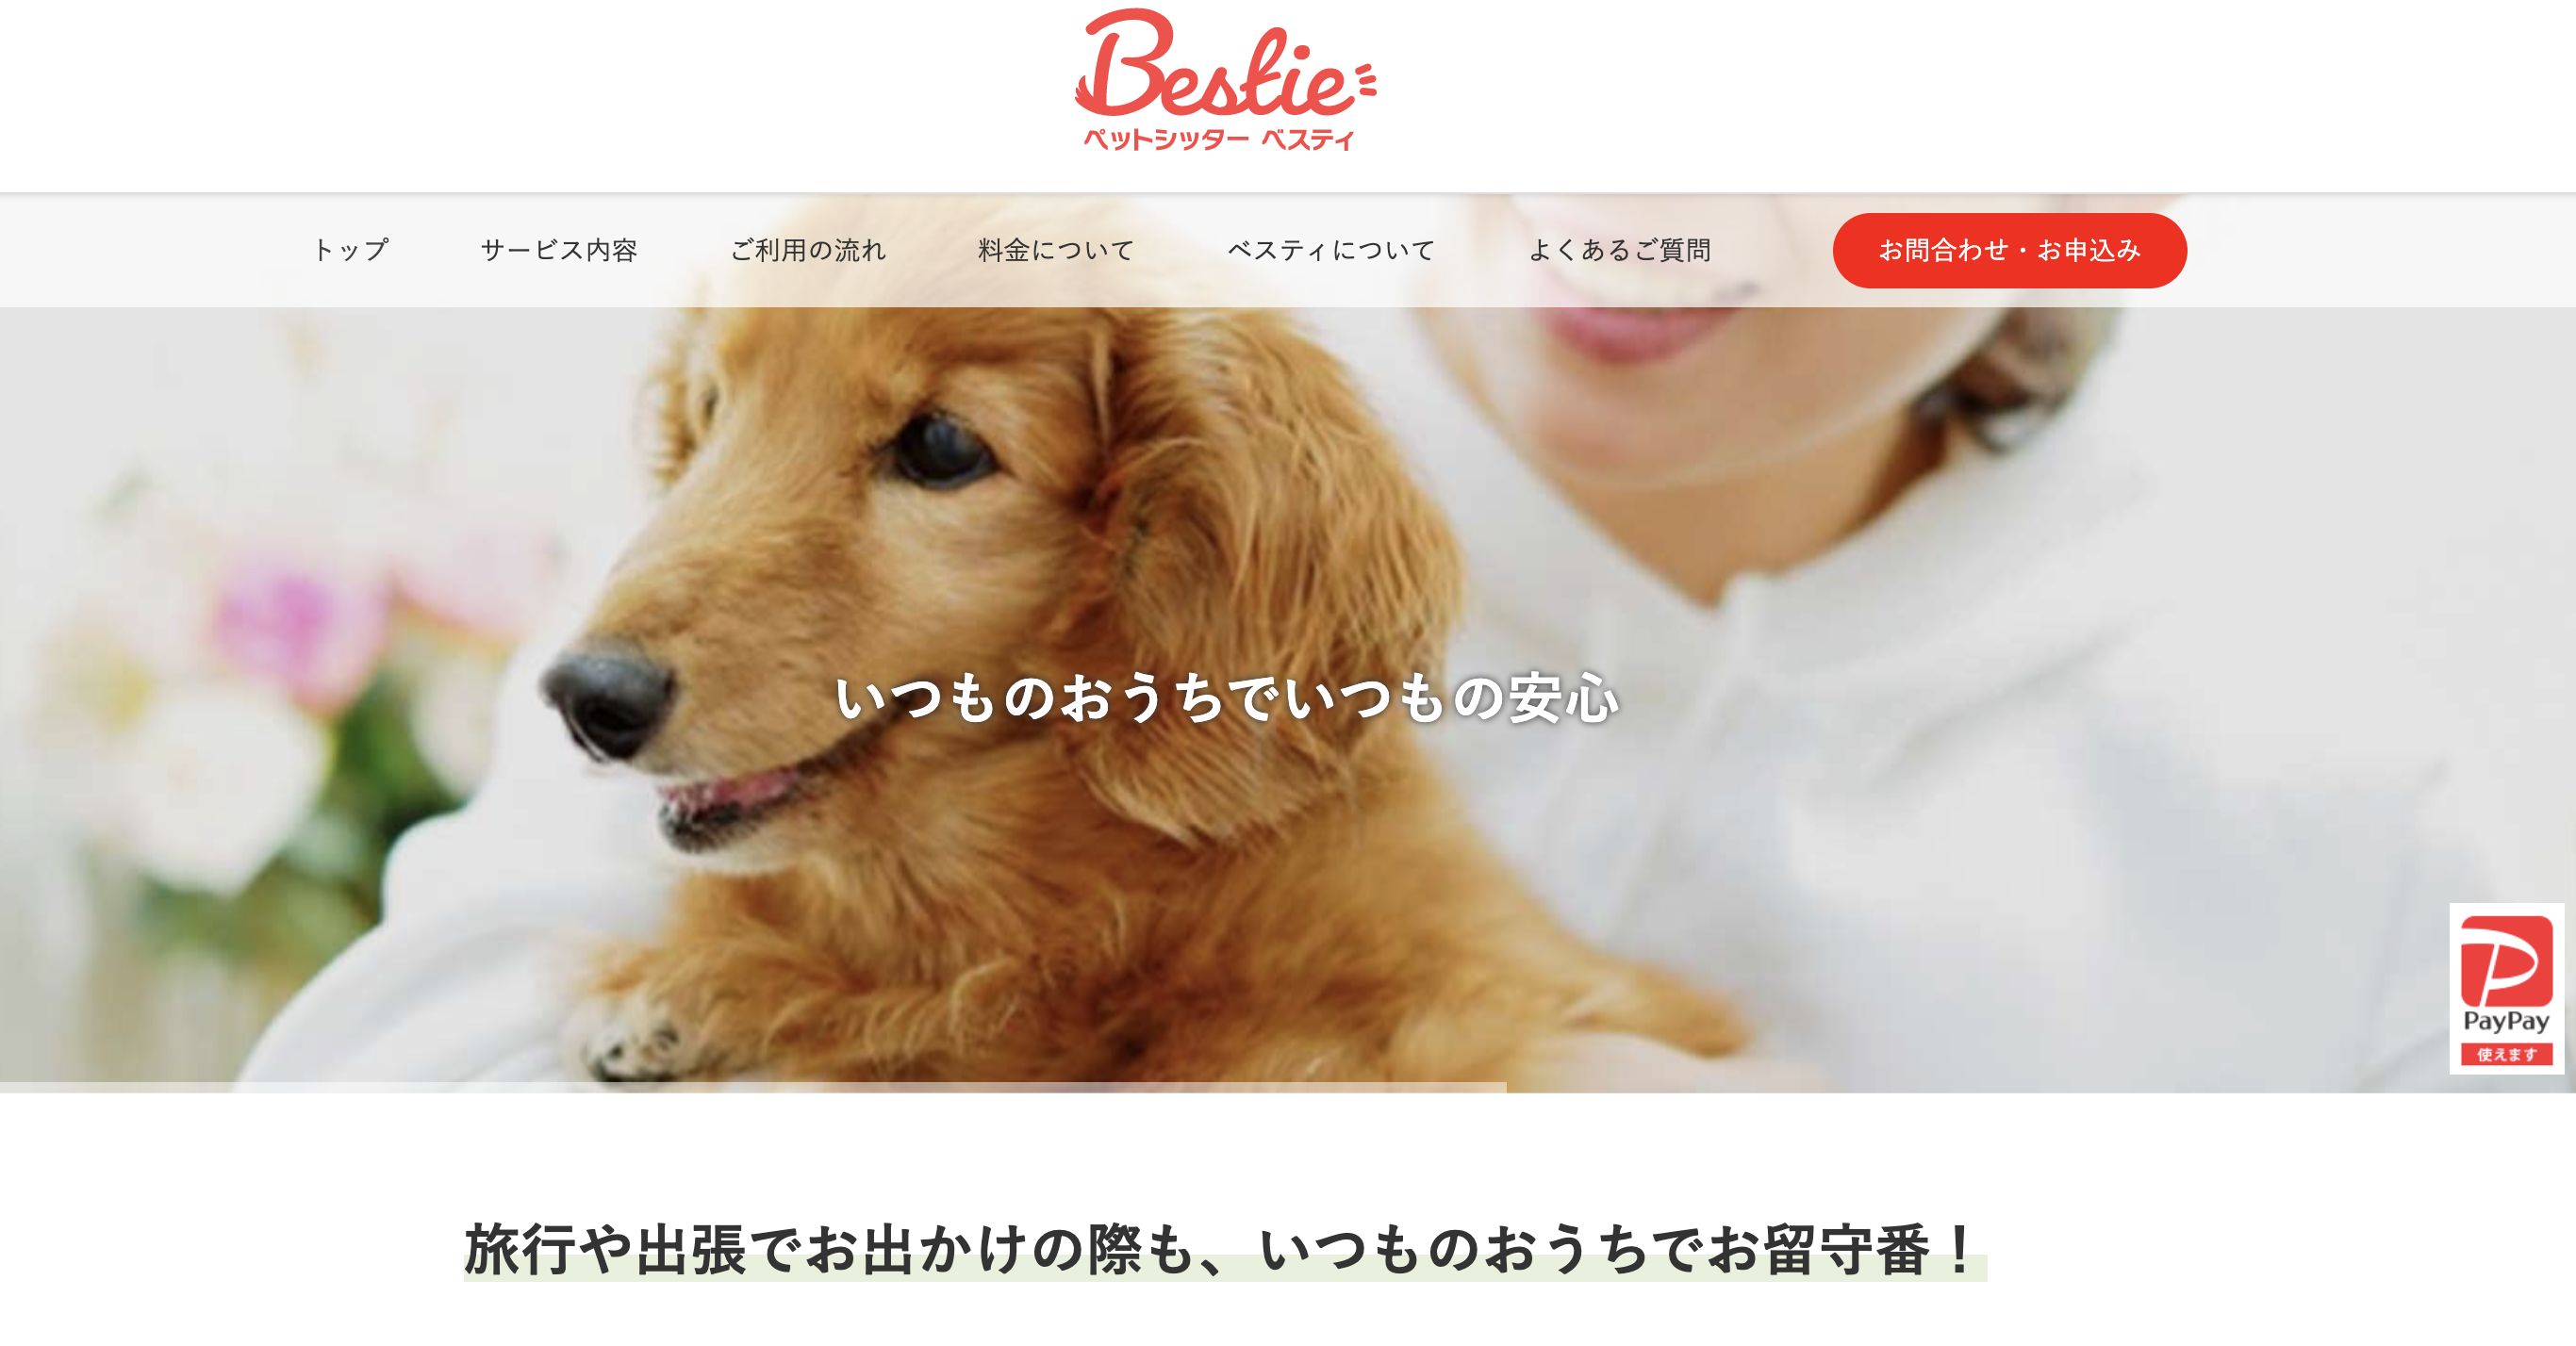 Bestie
ペットシッター ベスティ
トップ
サービス内容
ご利用の流れ
料金について
ベスティについて
よくあるご質問
お問合わせ・お申込み
いつものおうちでいつもの安心
PayPay
使えます
旅行や出張でお出かけの際も、いつものおうちでお留守番！